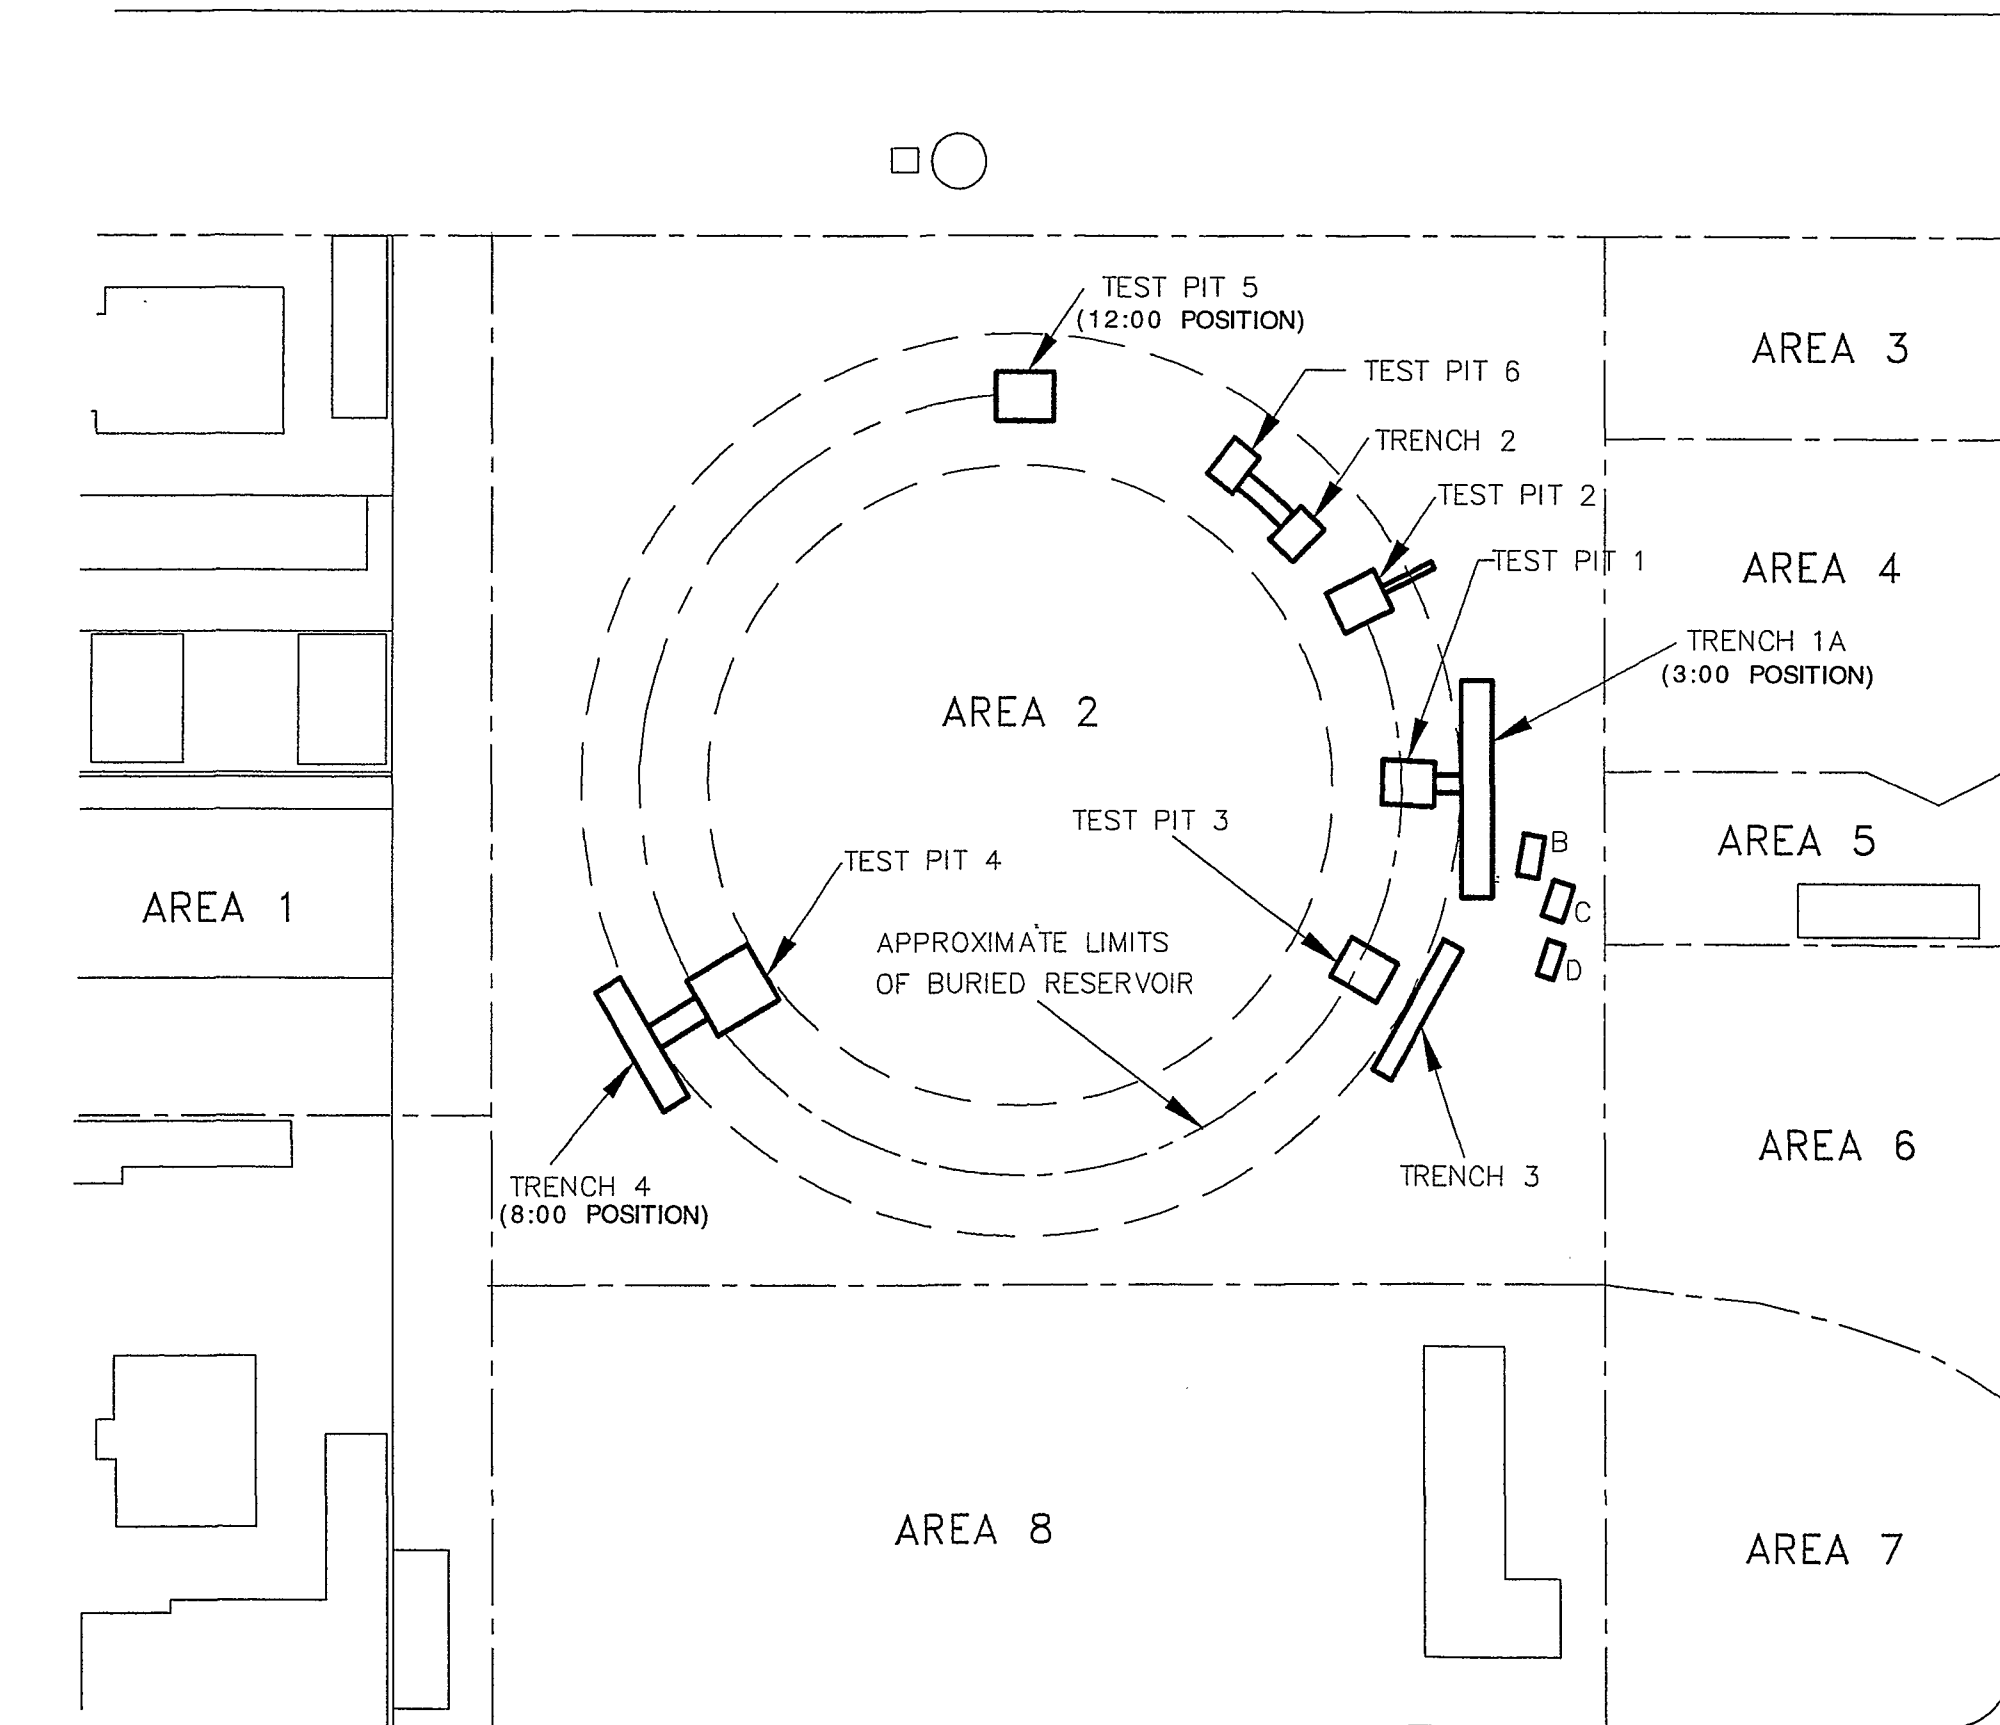 TEST PIT 5
(12:00 POSITION)
AREA 3
TEST PIT 6
TRENCH 2
TEST PIT 2
TEST PIT 1
AREA 4
TRENCH 1A
(3:00 POSITION)
AREA 2
TEST PIT 3
B
AREA 5
TEST PIT 4
C
AREA 1
APPROXIMATE LIMITS
OF BURIED RESERVOIR
D
AREA 6
TRENCH 3
TRENCH 4
(8:00 POSITION)
AREA 8
AREA 7